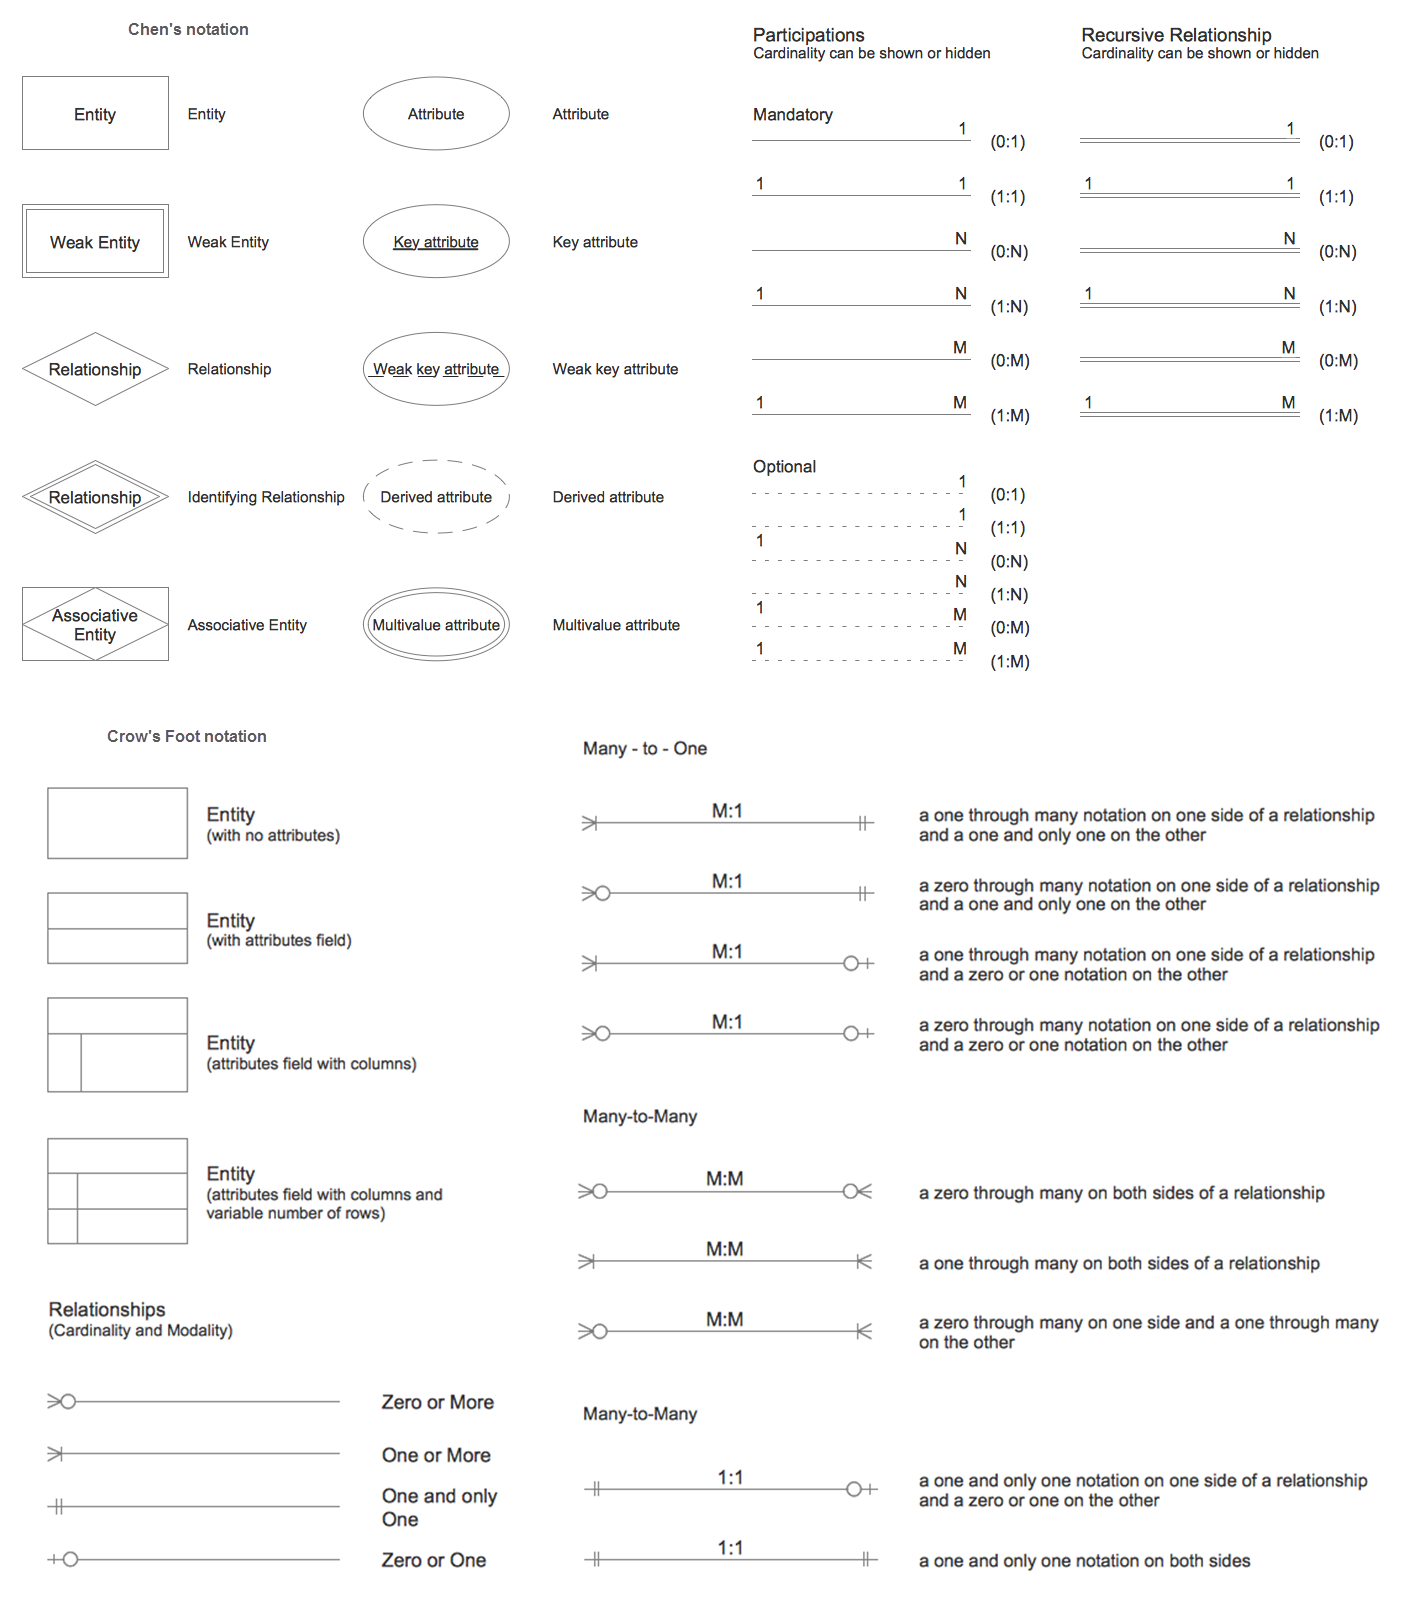 Chen's notation
Entity
Entity
Attribute
Attribute
Weak Entity
Weak Entity
Key attribute
Key attribute
Relationship
Relationship
Weak key attribute
Weak key attribute
Relationship
Identifying Relationship
Derived attribute
Derived attribute
Associative
Entity
Associative Entity
Multivalue attribute
Multivalue attribute
Participations
Cardinality can be shown or hidden
Mandatory
1 (0:1)
1 1 (1:1)
N (0:N)
1 N (1:N)
M (0:M)
1 M (1:M)
Optional
1 (0:1)
1 (1:1)
1 N (0:N)
N (1:N)
1 M (0:M)
1 M (1:M)
Recursive Relationship
Cardinality can be shown or hidden
1 (0:1)
1 1 (1:1)
N (0:N)
1 N (1:N)
M (0:M)
1 M (1:M)
Crow's Foot notation
Entity
(with no attributes)
Entity
(with attributes field)
Entity
(attributes field with columns)
Entity
(attributes field with columns and
variable number of rows)
Relationships
(Cardinality and Modality)
Zero or More
One or More
One and only
One
Zero or One
Many - to - One
M:1
a one through many notation on one side of a relationship
and a one and only one on the other
M:1
a zero through many notation on one side of a relationship
and a one and only one on the other
M:1
a one through many notation on one side of a relationship
and a zero or one notation on the other
M:1
a zero through many notation on one side of a relationship
and a zero or one notation on the other
Many-to-Many
M:M
a zero through many on both sides of a relationship
M:M
a one through many on both sides of a relationship
M:M
a zero through many on one side and a one through many
on the other
Many-to-Many
1:1
a one and only one notation on one side of a relationship
and a zero or one on the other
1:1
a one and only one notation on both sides